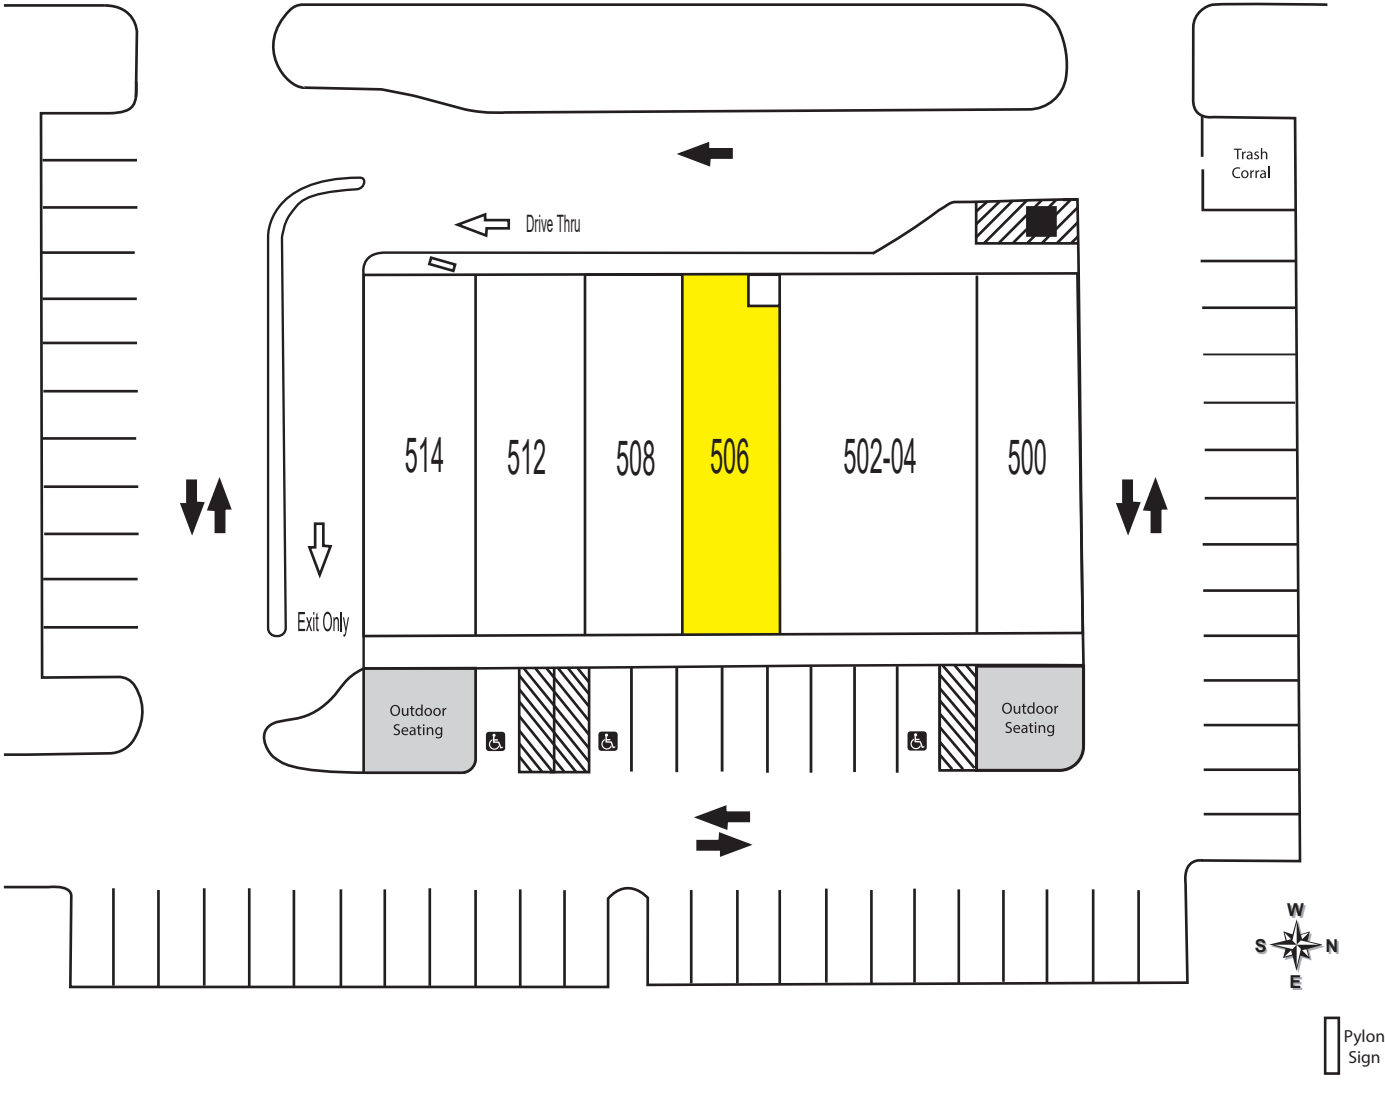 Trash
Corral
Drive Thru
514
512
508
506
502-04
500
Exit Only
Outdoor
Seating
Outdoor
Seating
W
S
N
E
Pylon
Sign